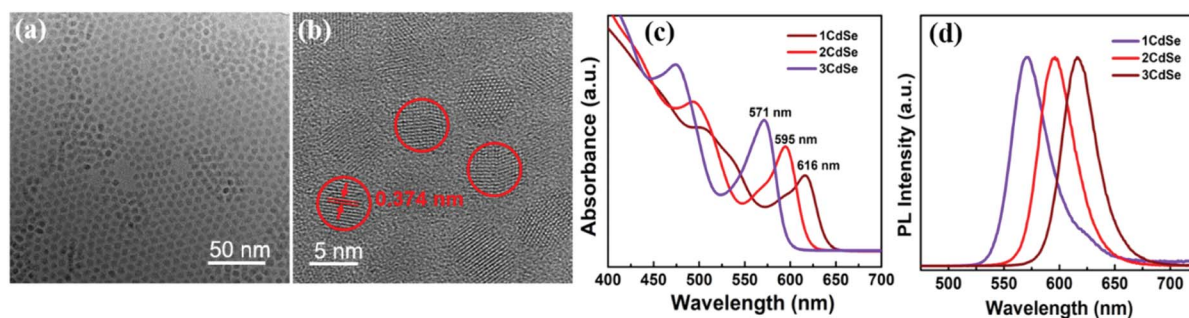 (a)
50 nm
(b)
0.374 nm
5 nm
(c)
1CdSe
2CdSe
3CdSe
571 nm
595 nm
616 nm
Absorbance (a.u.)
400 450 500 550 600 650 700
Wavelength (nm)
(d)
1CdSe
2CdSe
3CdSe
PL Intensity (a.u.)
500 550 600 650 700
Wavelength (nm)